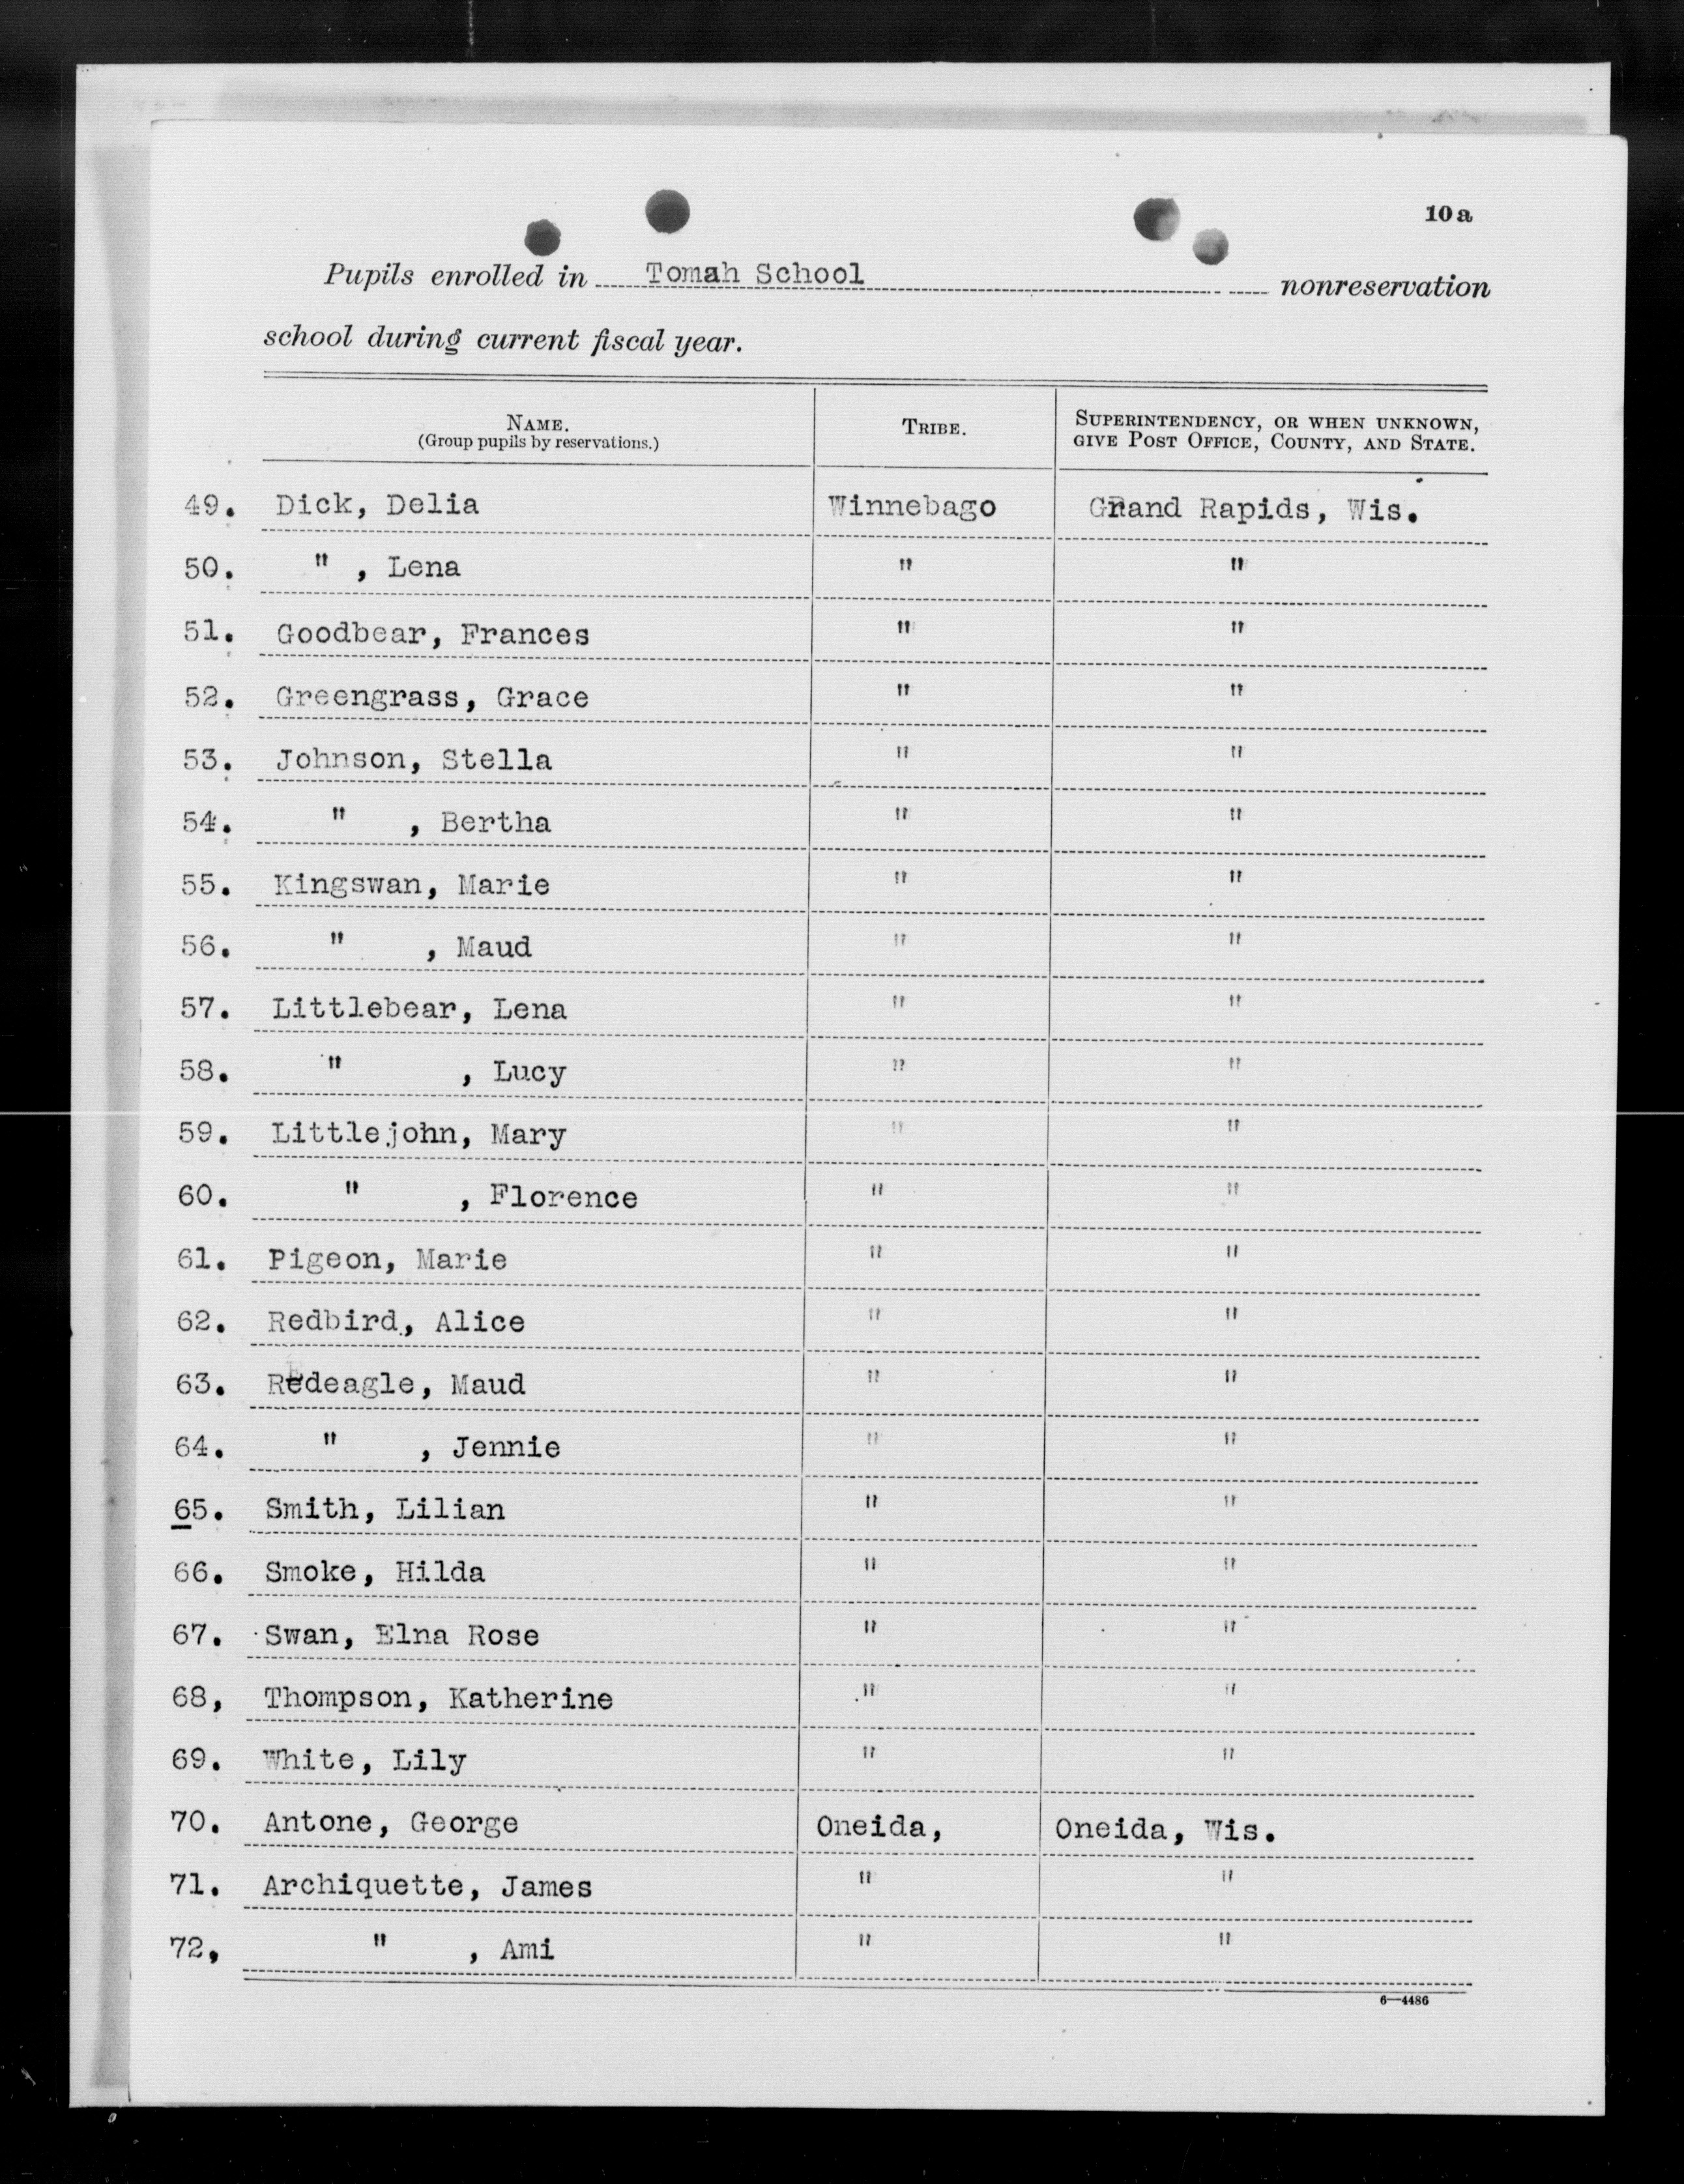 10a
Pupils enrolled in Tomah School nonreservation
school during current fiscal year.
NAME. (Group pupils by reservations.) TRIBE. SUPERINTENDENCY, OR WHEN UNKNOWN, GIVE POST OFFICE, COUNTY, AND STATE.
49. Dick, Delia Winnebago Grand Rapids, Wis.
50. " , Lena " "
51. Goodbear, Frances " "
52. Greengrass, Grace " "
53. Johnson, Stella " "
54. " , Bertha " "
55. Kingswan, Marie " "
56. " , Maud " "
57. Littlebear, Lena " "
58. " , Lucy " "
59. Littlejohn, Mary " "
60. " , Florence " "
61. Pigeon, Marie " "
62. Redbird, Alice " "
63. Redeagle, Maud " "
64. " , Jennie " "
65. Smith, Lilian " "
66. Smoke, Hilda " "
67. Swan, Elna Rose " "
68, Thompson, Katherine " "
69. White, Lily " "
70. Antone, George Oneida, Oneida, Wis.
71. Archiquette, James " "
72, " , Ami " "
6—4486